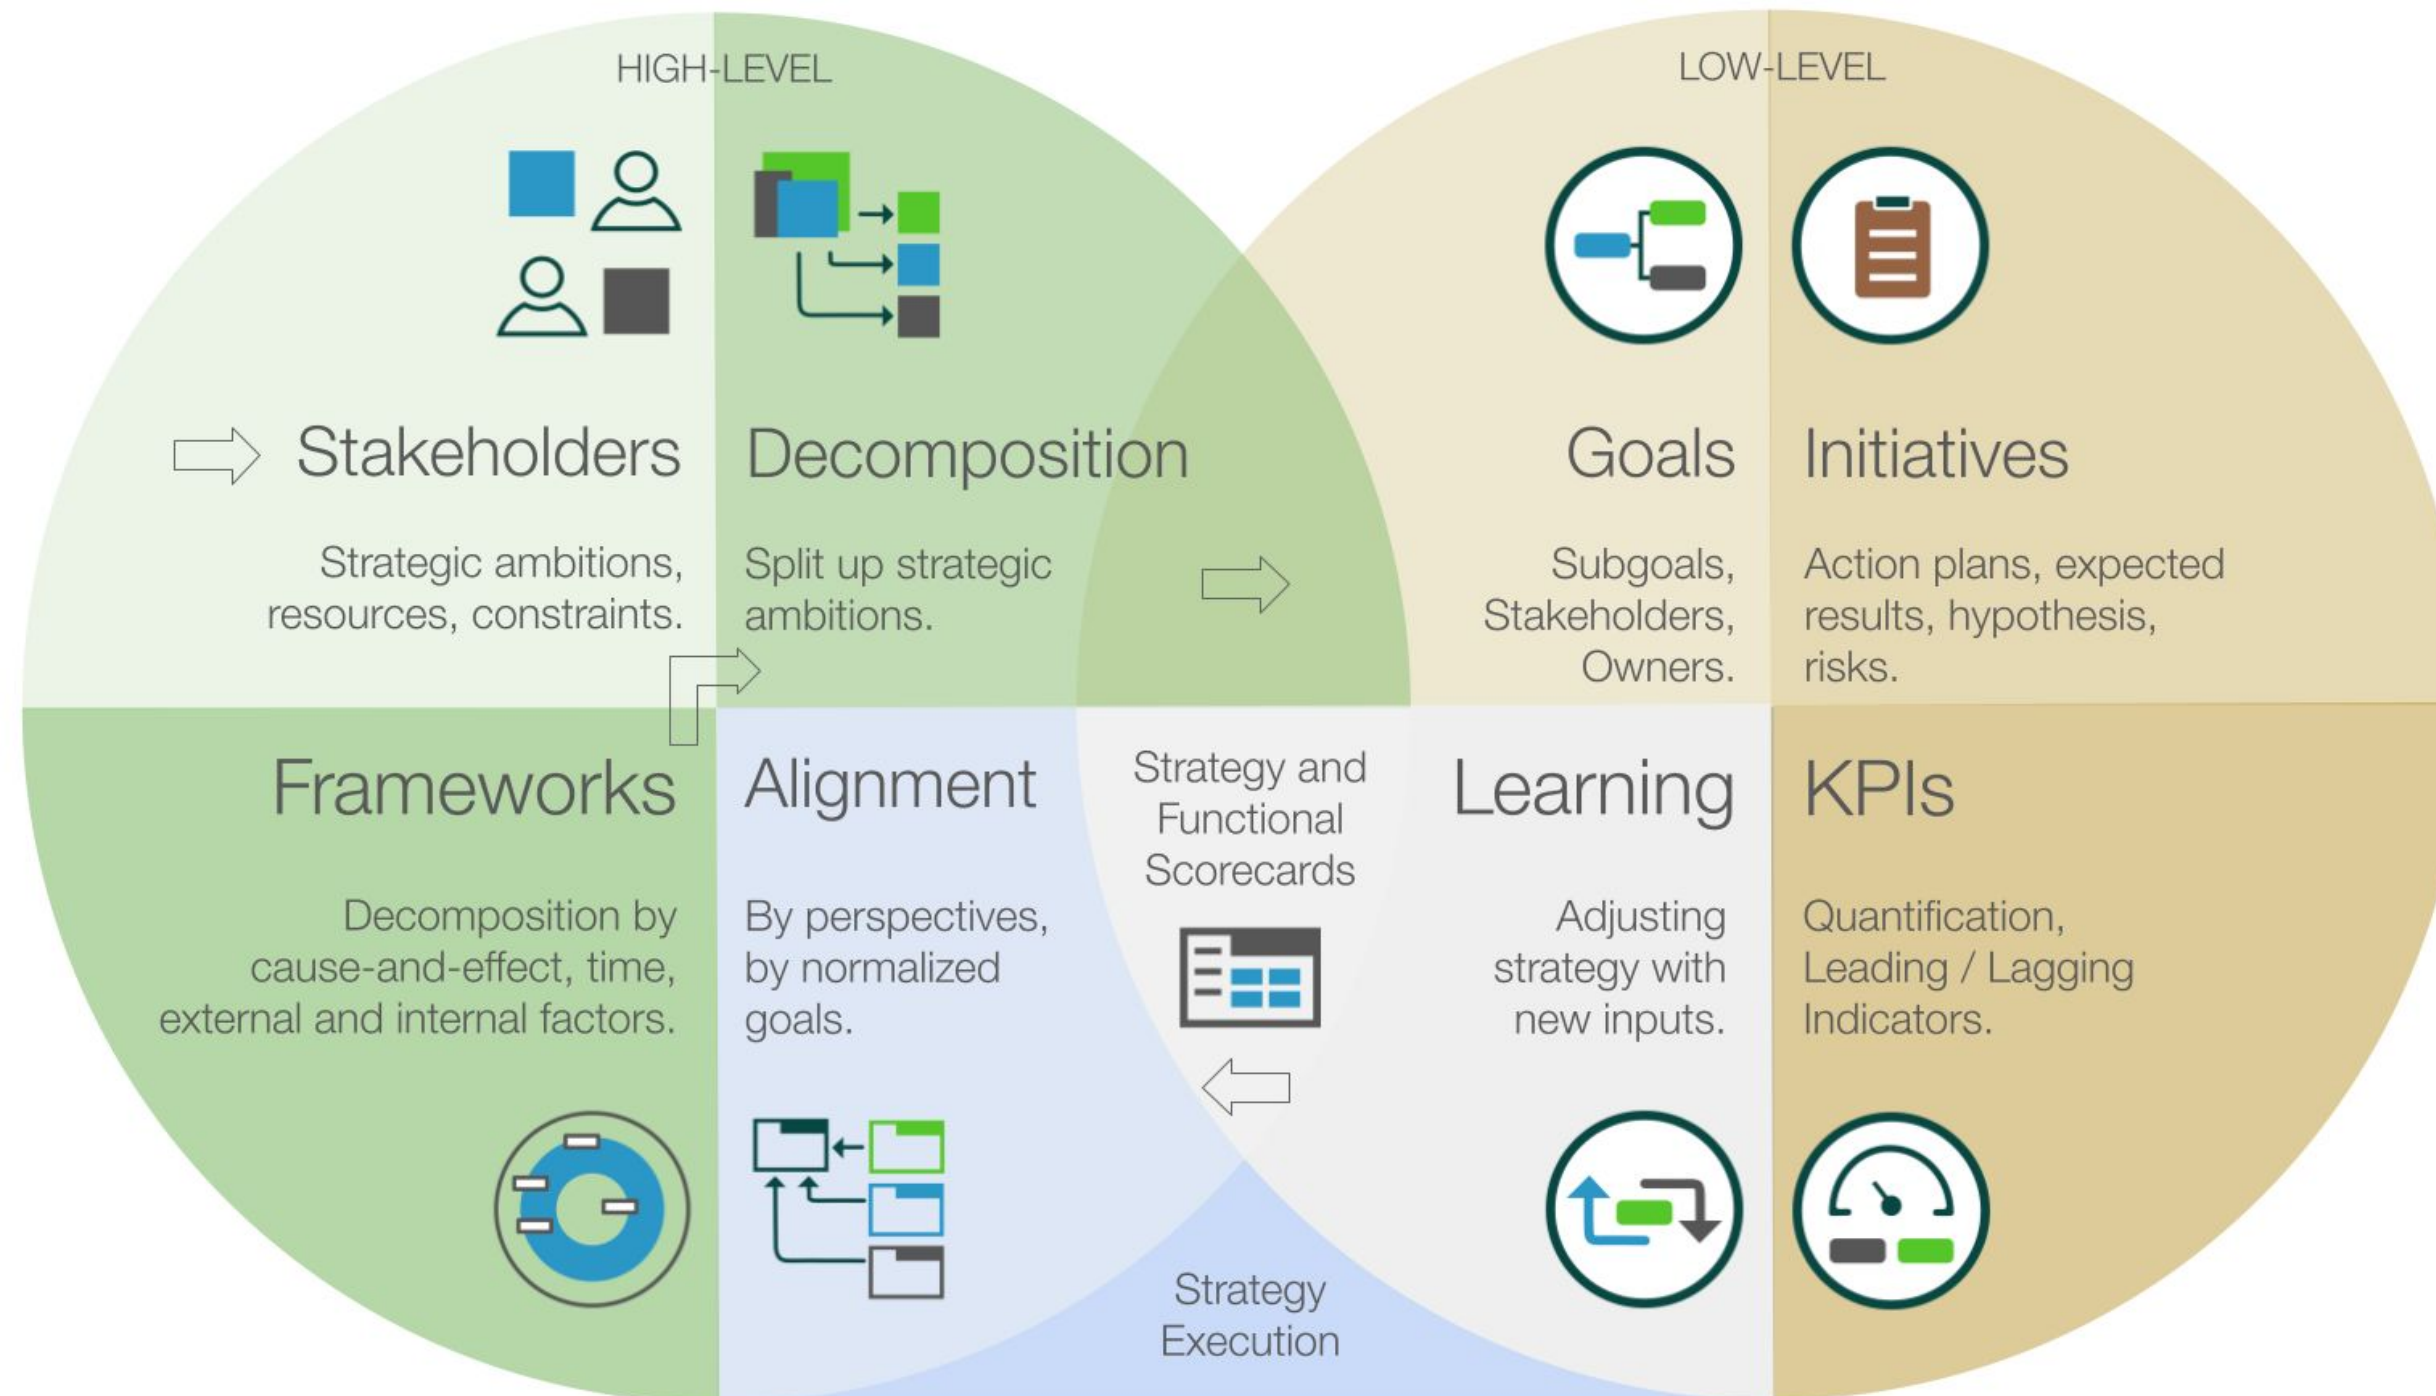 HIGH-LEVEL
Stakeholders
Strategic ambitions,
resources, constraints.
Decomposition
Split up strategic
ambitions.
Frameworks
Decomposition by
cause-and-effect, time,
external and internal factors.
Alignment
By perspectives,
by normalized
goals.
Strategy and
Functional
Scorecards
Strategy
Execution
LOW-LEVEL
Goals
Subgoals,
Stakeholders,
Owners.
Initiatives
Action plans, expected
results, hypothesis,
risks.
Learning
Adjusting
strategy with
new inputs.
KPIs
Quantification,
Leading / Lagging
Indicators.